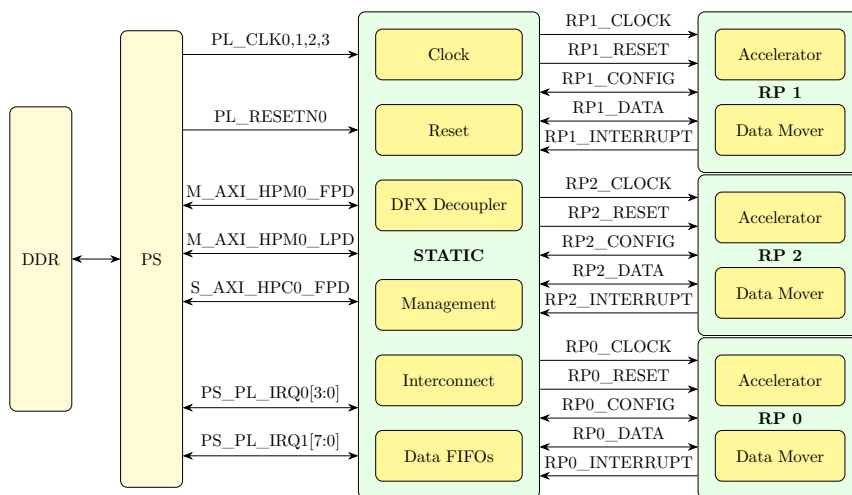 DDR
PS
PL_CLK0,1,2,3
PL_RESETN0
M_AXI_HPM0_FPD
M_AXI_HPM0_LPD
S_AXI_HPC0_FPD
PS_PL_IRQ0[3:0]
PS_PL_IRQ1[7:0]
Clock
Reset
DFX Decoupler
STATIC
Management
Interconnect
Data FIFOs
RP1_CLOCK
RP1_RESET
RP1_CONFIG
RP1_DATA
RP1_INTERRUPT
Accelerator
RP 1
Data Mover
RP2_CLOCK
RP2_RESET
RP2_CONFIG
RP2_DATA
RP2_INTERRUPT
Accelerator
RP 2
Data Mover
RP0_CLOCK
RP0_RESET
RP0_CONFIG
RP0_DATA
RP0_INTERRUPT
Accelerator
RP 0
Data Mover